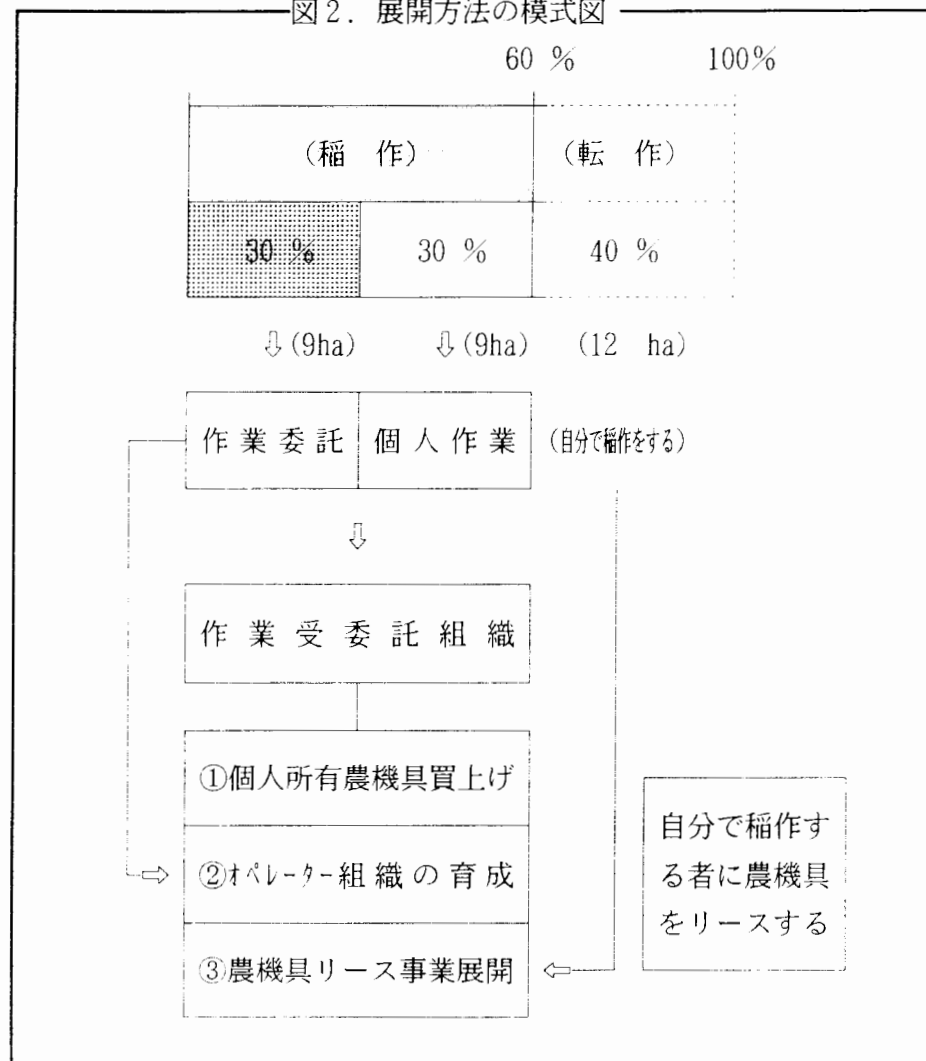 図2．展開方法の模式図
60 % 100%
(稲 作) (転 作)
30 % 30 % 40 %
⇩(9ha) ⇩(9ha) (12 ha)
作業委託 個人作業 (自分で稲作をする)
⇩
作業受委託組織
①個人所有農機具買上げ
⇨ ②オペレーター組織の育成
③農機具リース事業展開 ⇦
自分で稲作す
る者に農機具
をリースする